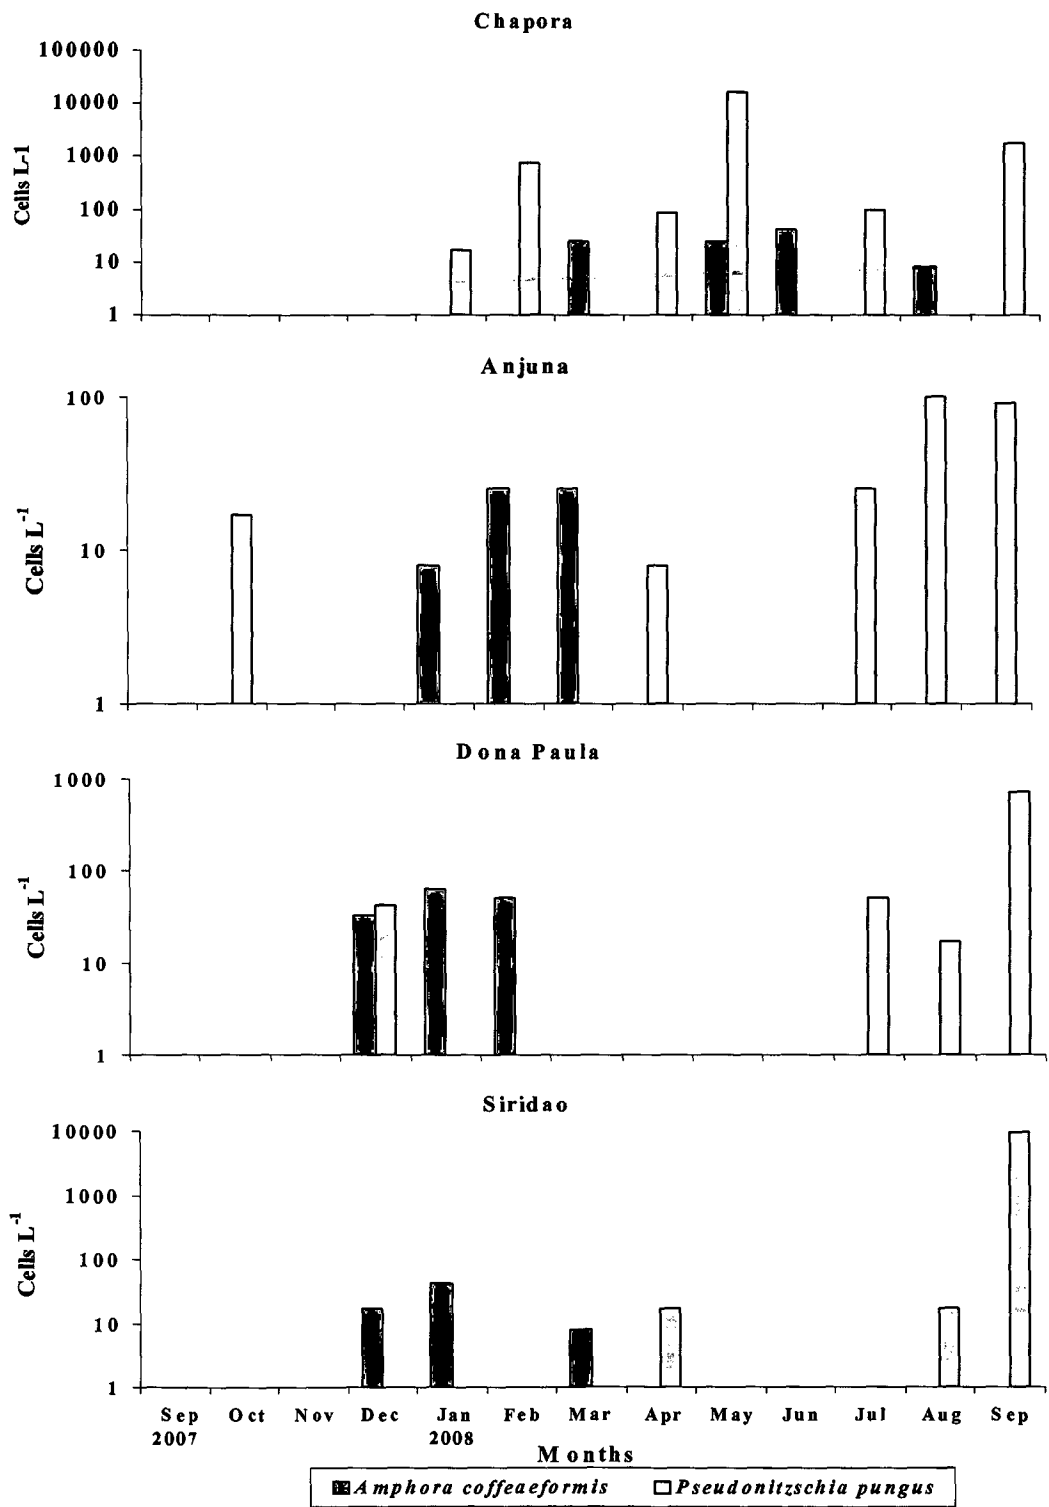 Chapora
100000
10000
1000
100
10
1
Cells L-1
Anjuna
100
10
1
Cells L-1
Dona Paula
1000
100
10
1
Cells L-1
Siridao
10000
1000
100
10
1
Cells L-1
Sep Oct Nov Dec Jan Feb Mar Apr May Jun Jul Aug Sep
2007 2008
Months
Amphora coffeaeformis Pseudonitzschia pungus